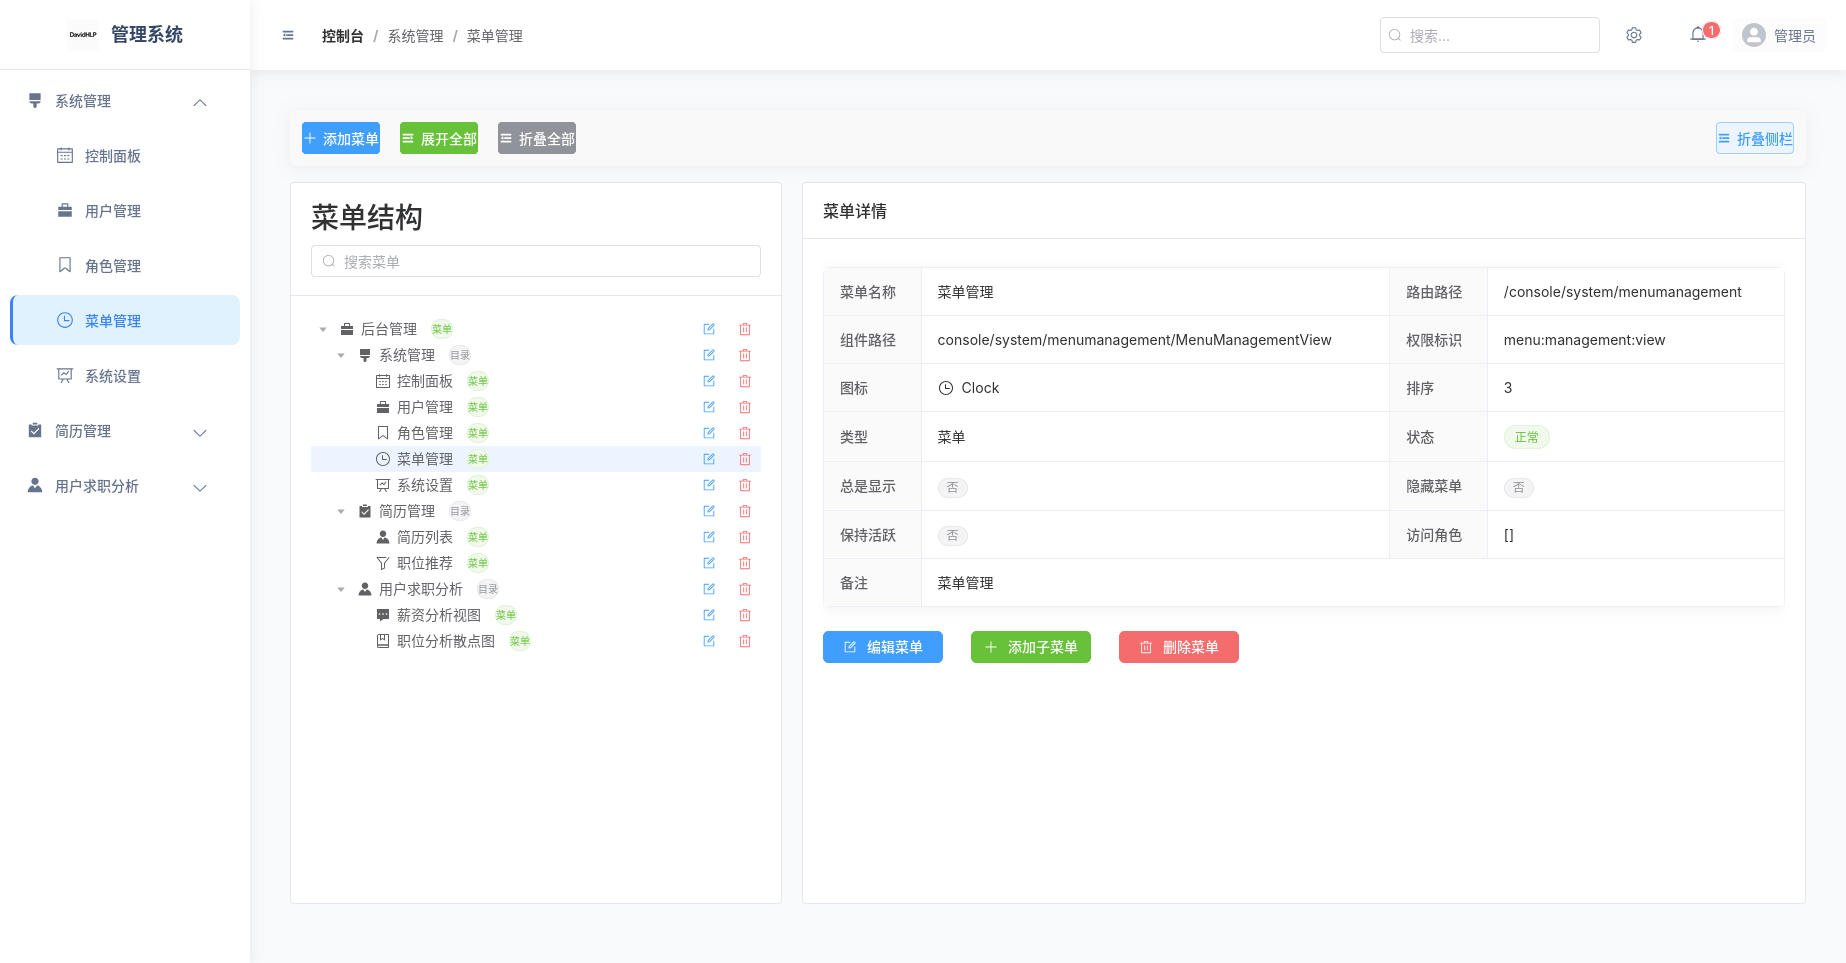 DavidHLP 管理系统
控制台 / 系统管理 / 菜单管理
搜索...
1
管理员
系统管理
控制面板
用户管理
角色管理
菜单管理
系统设置
简历管理
用户求职分析
添加菜单
展开全部
折叠全部
折叠侧栏
菜单结构
搜索菜单
后台管理 菜单
系统管理 目录
控制面板 菜单
用户管理 菜单
角色管理 菜单
菜单管理 菜单
系统设置 菜单
简历管理 目录
简历列表 菜单
职位推荐 菜单
用户求职分析 目录
薪资分析视图 菜单
职位分析散点图 菜单
菜单详情
菜单名称 菜单管理 路由路径 /console/system/menumanagement
组件路径 console/system/menumanagement/MenuManagementView 权限标识 menu:management:view
图标 Clock 排序 3
类型 菜单 状态 正常
总是显示 否 隐藏菜单 否
保持活跃 否 访问角色 []
备注 菜单管理
编辑菜单
添加子菜单
删除菜单